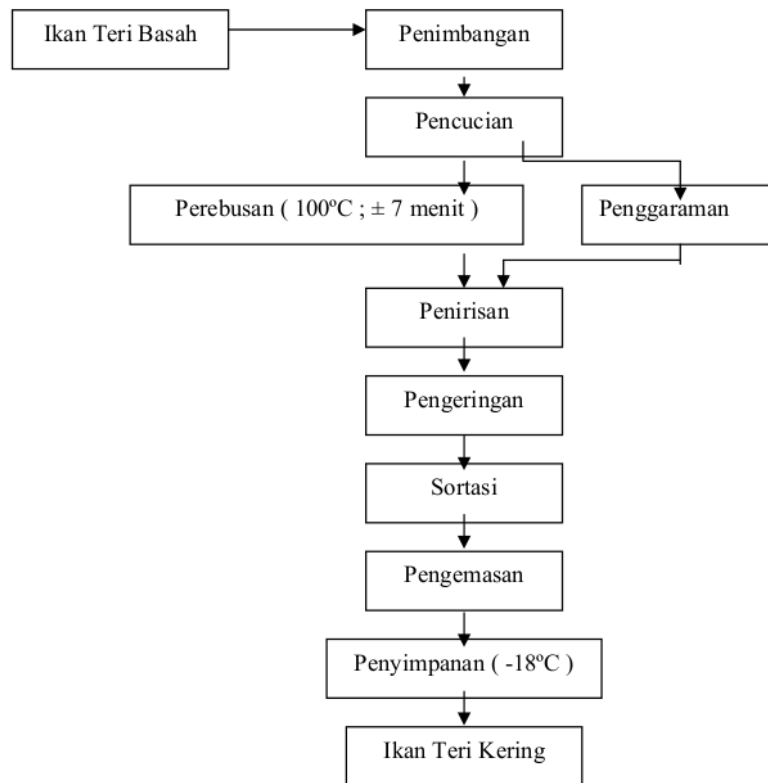 Ikan Teri Basah
Penimbangan
Pencucian
Perebusan ( 100ºC ; ± 7 menit )
Penggaraman
Penirisan
Pengeringan
Sortasi
Pengemasan
Penyimpanan ( -18ºC )
Ikan Teri Kering